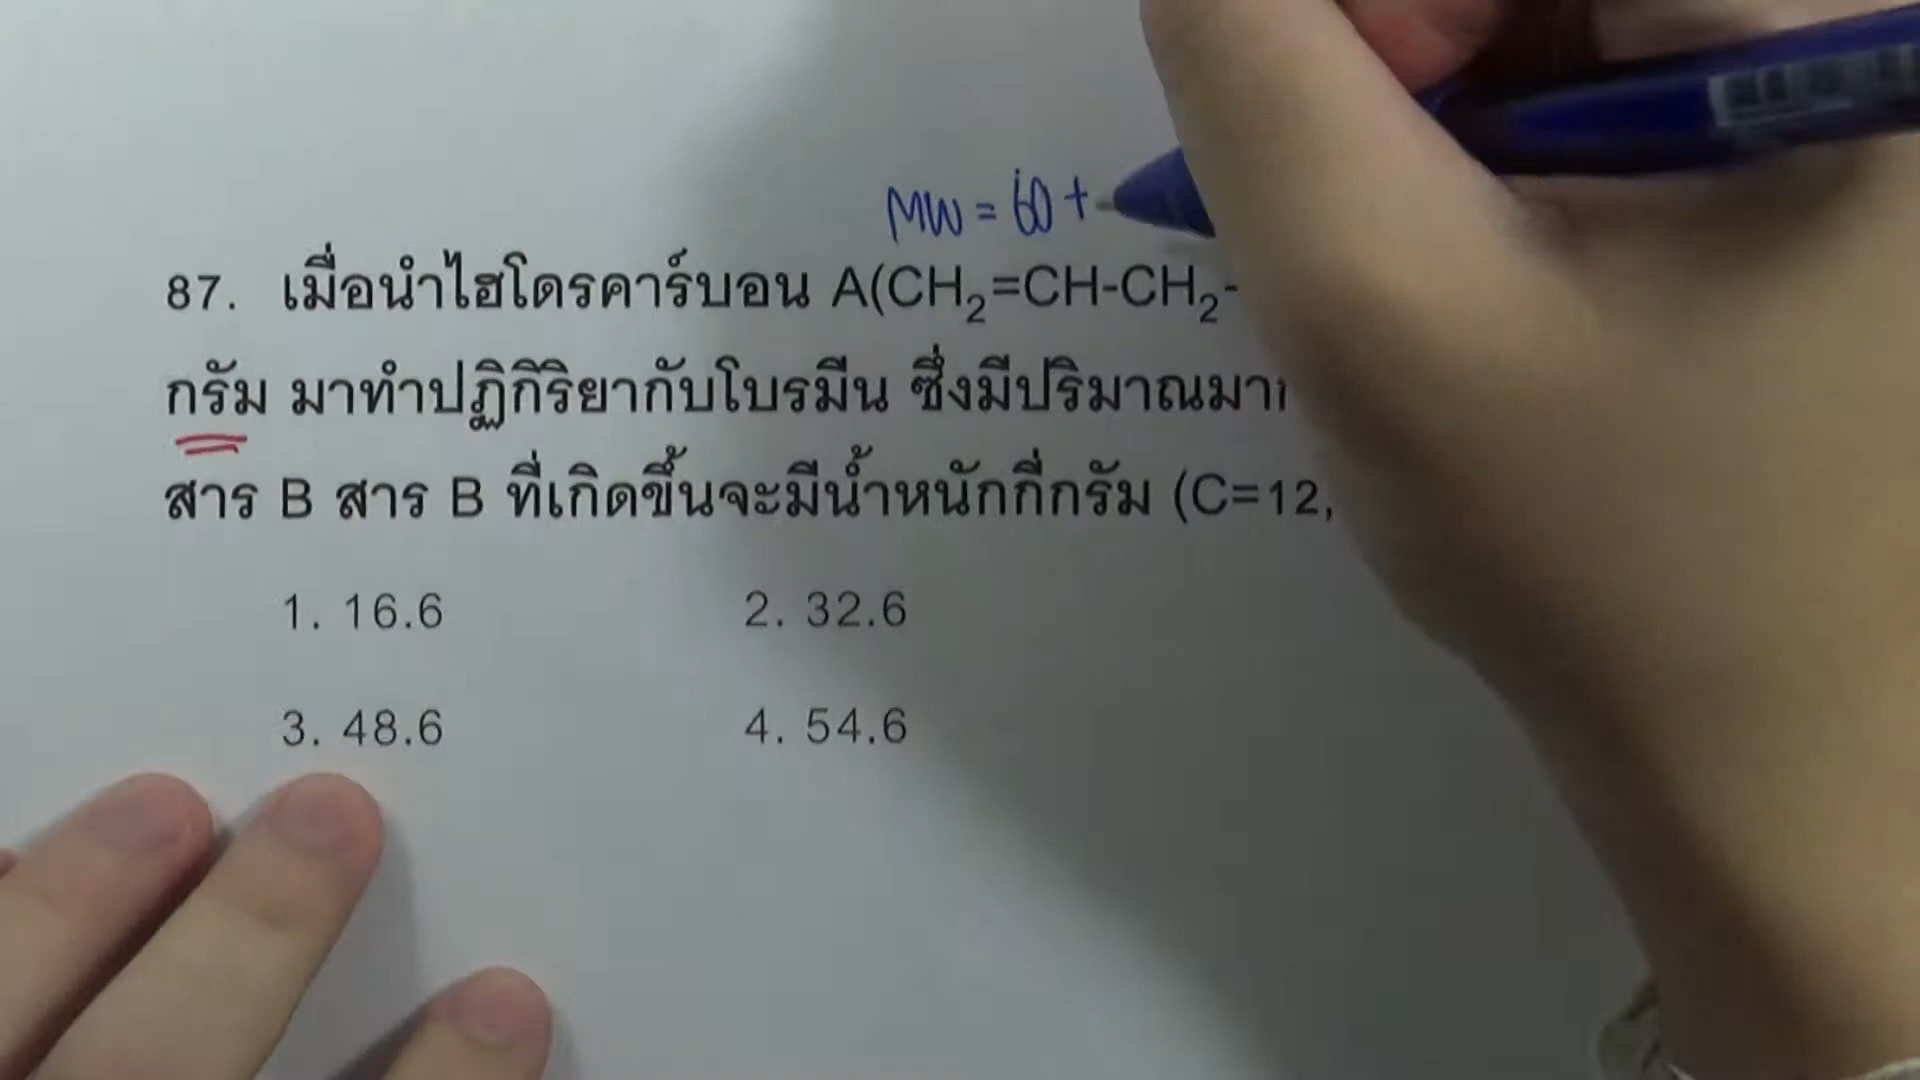 MW = 60 +
87. เมื่อนำไฮโดรคาร์บอน A(CH₂=CH-CH₂-
กรัม มาทำปฏิกิริยากับโบรมีน ซึ่งมีปริมาณ
สาร B สาร B ที่เกิดขึ้นจะมีน้ำหนักกี่กรัม (C=12,
1. 16.6 2. 32.6
3. 48.6 4. 54.6